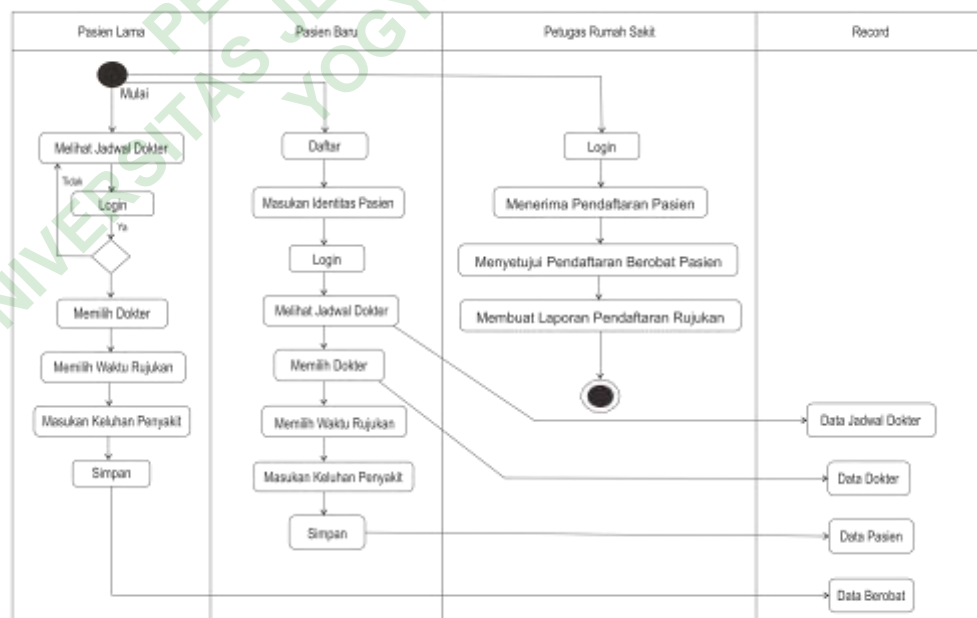 Pasien Lama
Pasien Baru
Petugas Rumah Sakit
Record
Mulai
Melihat Jadwal Dokter
Tidak
Login
Ya
Memilih Dokter
Memilih Waktu Rujukan
Masukan Keluhan Penyakit
Simpan
Daftar
Masukan Identitas Pasien
Login
Melihat Jadwal Dokter
Memilih Dokter
Memilih Waktu Rujukan
Masukan Keluhan Penyakit
Simpan
Login
Menerima Pendaftaran Pasien
Menyetujui Pendaftaran Berobat Pasien
Membuat Laporan Pendaftaran Rujukan
Data Jadwal Dokter
Data Dokter
Data Pasien
Data Berobat